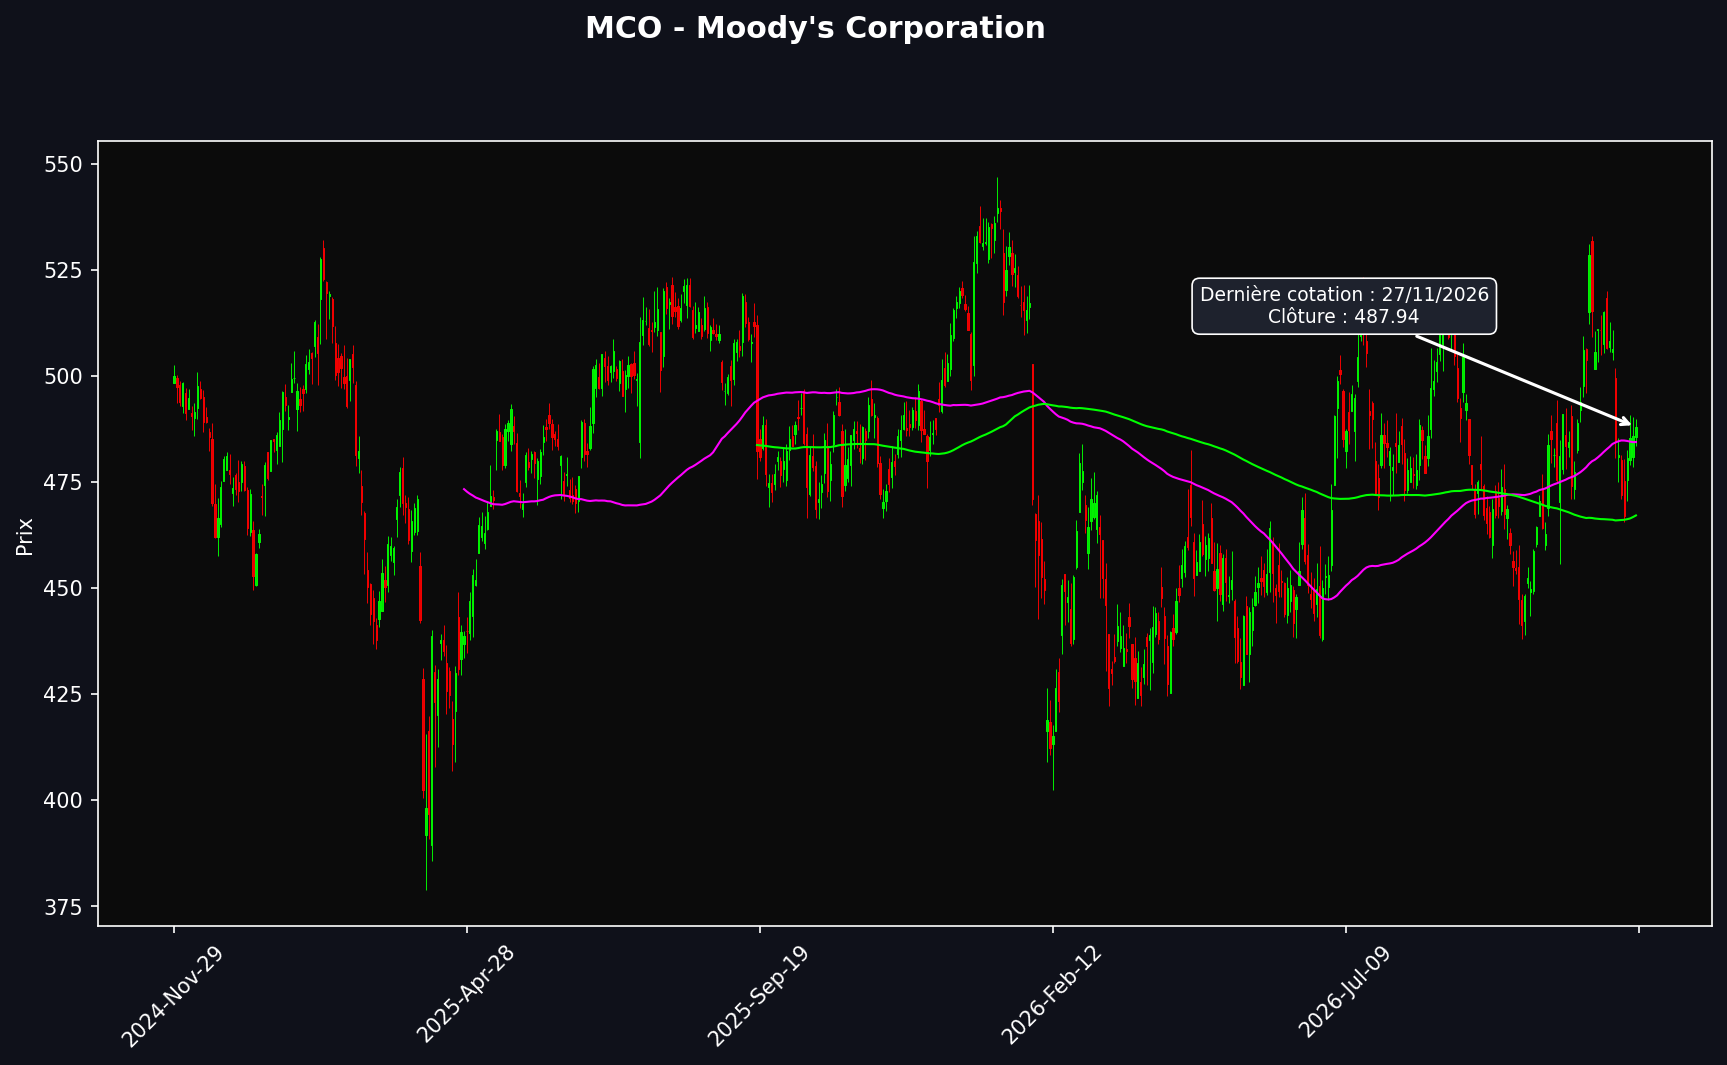 MCO - Moody's Corporation
550
525
500
475
450
425
400
375
Prix
Dernière cotation : 27/11/2026
Clôture : 487.94
2024-Nov-29
2025-Apr-28
2025-Sep-19
2026-Feb-12
2026-Jul-09